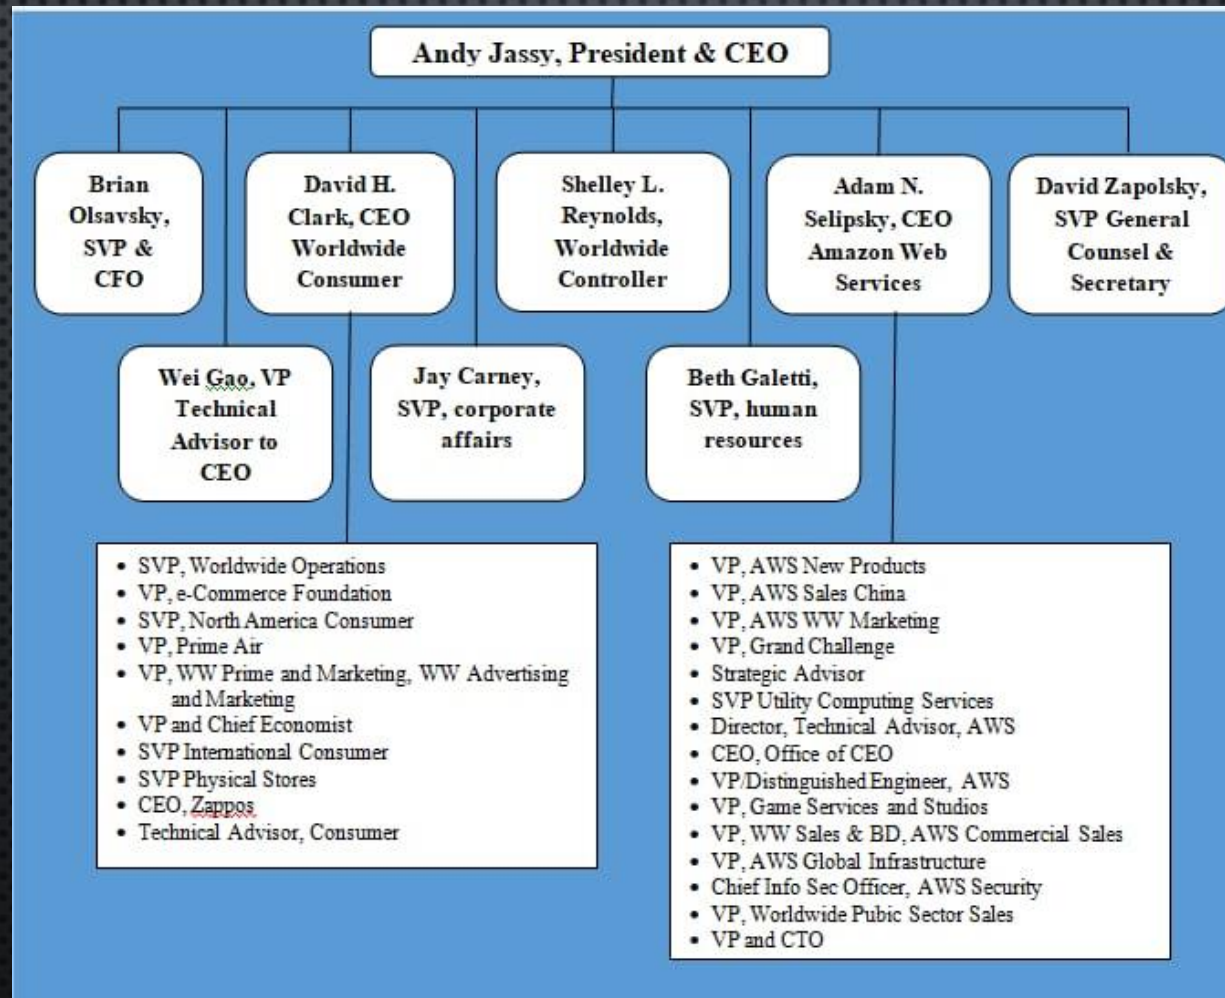 Andy Jassy, President & CEO
Brian
Olsavsky,
SVP &
CFO
David H.
Clark, CEO
Worldwide
Consumer
Shelley L.
Reynolds,
Worldwide
Controller
Adam N.
Selipsky, CEO
Amazon Web
Services
David Zapolsky,
SVP General
Counsel &
Secretary
Wei Gao, VP
Technical
Advisor to
CEO
Jay Carney,
SVP, corporate
affairs
Beth Galetti,
SVP, human
resources
• SVP, Worldwide Operations
• VP, e-Commerce Foundation
• SVP, North America Consumer
• VP, Prime Air
• VP, WW Prime and Marketing, WW Advertising
and Marketing
• VP and Chief Economist
• SVP International Consumer
• SVP Physical Stores
• CEO, Zappos
• Technical Advisor, Consumer
• VP, AWS New Products
• VP, AWS Sales China
• VP, AWS WW Marketing
• VP, Grand Challenge
• Strategic Advisor
• SVP Utility Computing Services
• Director, Technical Advisor, AWS
• CEO, Office of CEO
• VP/Distinguished Engineer, AWS
• VP, Game Services and Studios
• VP, WW Sales & BD, AWS Commercial Sales
• VP, AWS Global Infrastructure
• Chief Info Sec Officer, AWS Security
• VP, Worldwide Pubic Sector Sales
• VP and CTO